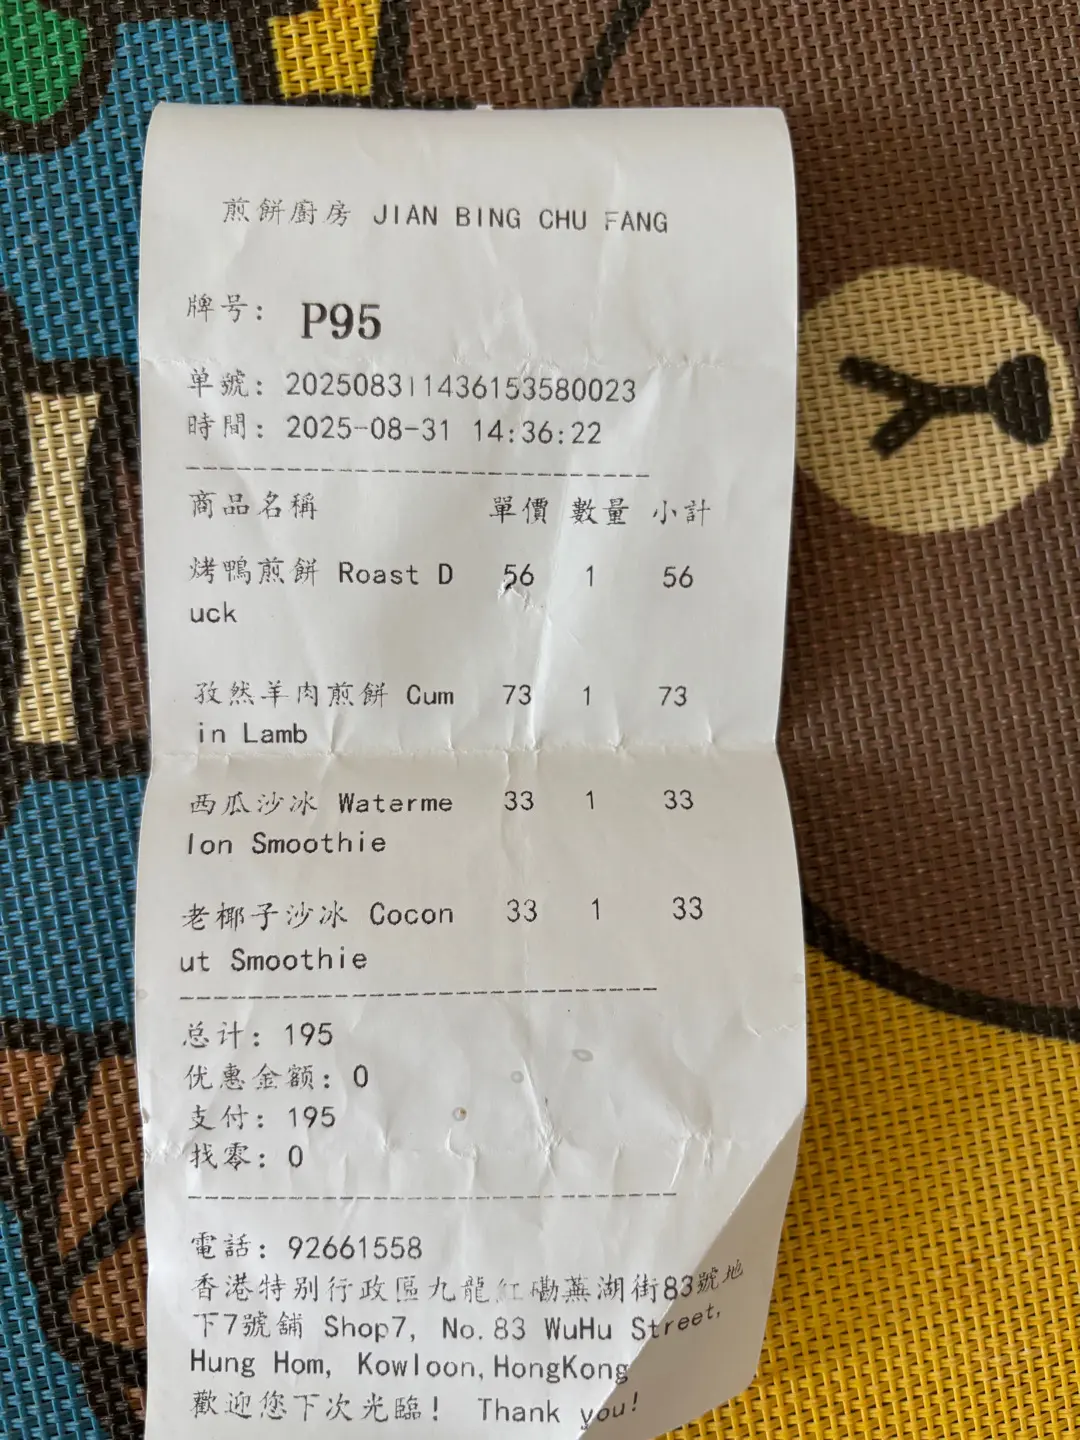 煎餅廚房 JIAN BING CHU FANG
牌号： P95
单號：202508311436153580023
時間：2025-08-31 14:36:22
商品名稱 單價 數量 小計
烤鴨煎餅 Roast D 56 1 56
uck
孜然羊肉煎餅 Cum 73 1 73
in Lamb
西瓜沙冰 Waterme 33 1 33
lon Smoothie
老椰子沙冰 Cocon 33 1 33
ut Smoothie
总计：195
优惠金额：0
支付：195
找零：0
電話：92661558
香港特别行政區九龍紅磡蕪湖街83號地
下7號舖 Shop7, No.83 WuHu Street,
Hung Hom, Kowloon,HongKong
歡迎您下次光臨！ Thank you!